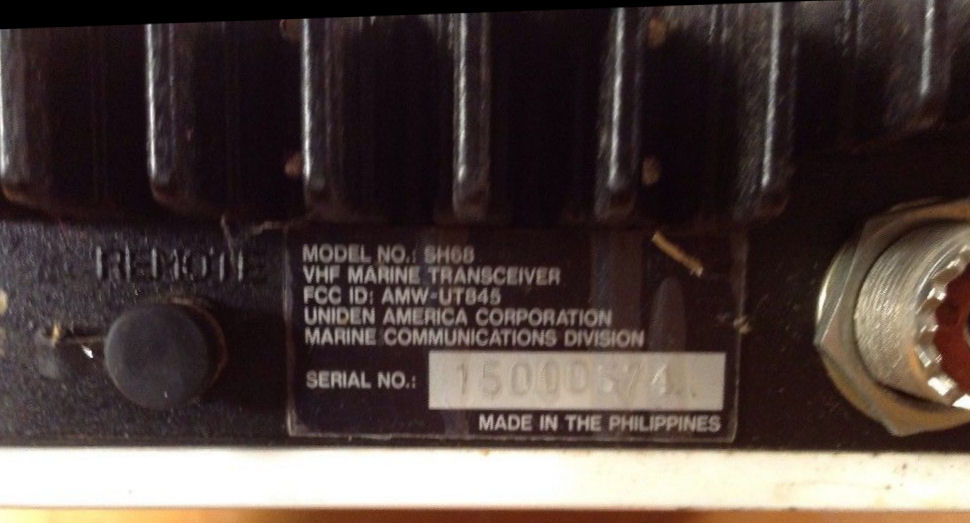 REMOTE
MODEL NO.: SH68
VHF MARINE TRANSCEIVER
FCC ID: AMW-UT845
UNIDEN AMERICA CORPORATION
MARINE COMMUNICATIONS DIVISION
SERIAL NO.:
MADE IN THE PHILIPPINES